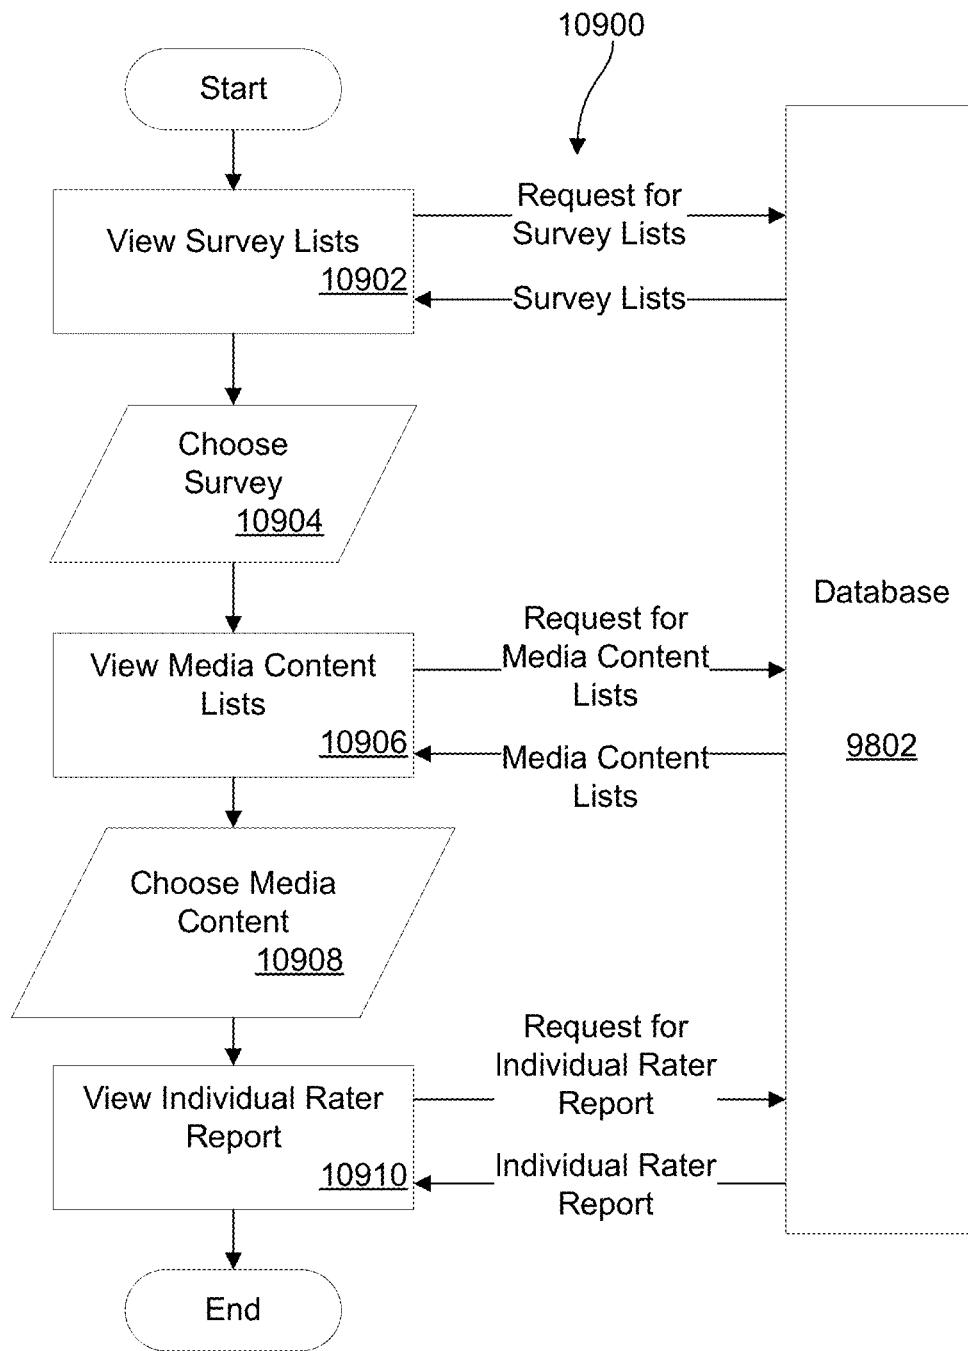 10900
Start
Request for
Survey Lists
View Survey Lists
10902
Survey Lists
Choose
Survey
10904
Database
9802
Request for
Media Content
Lists
View Media Content
Lists
10906
Media Content
Lists
Choose Media
Content
10908
Request for
Individual Rater
Report
View Individual Rater
Report
10910
Individual Rater
Report
End